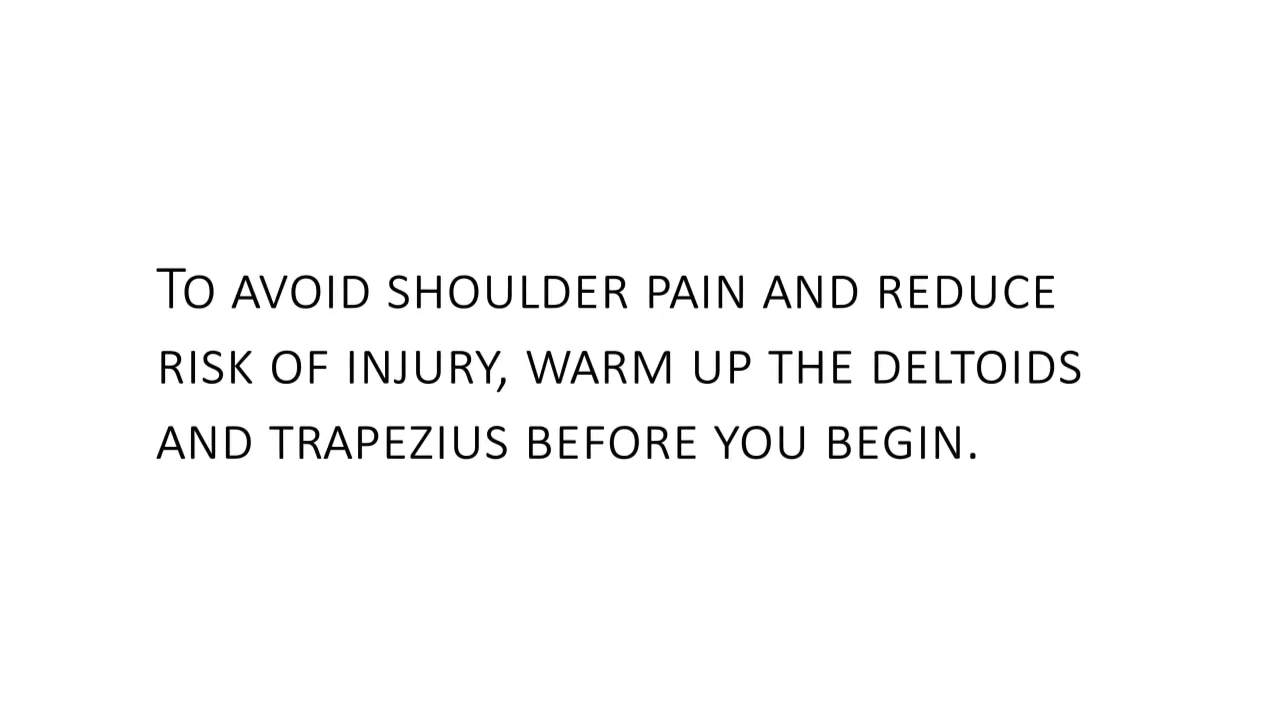 To avoid shoulder pain and reduce
risk of injury, warm up the deltoids
and trapezius before you begin.